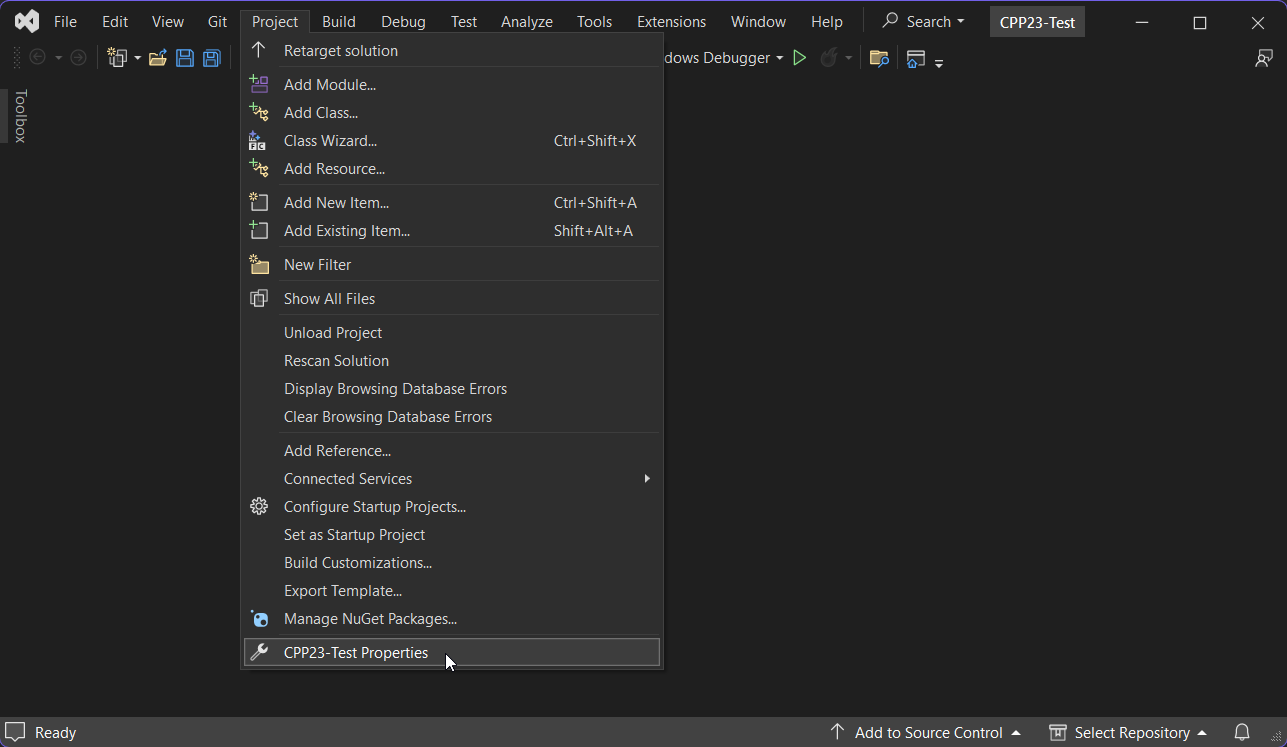 File Edit View Git Project Build Debug Test Analyze Tools Extensions Window Help Search CPP23-Test
dows Debugger
Toolbox
Retarget solution
Add Module...
Add Class...
Class Wizard... Ctrl+Shift+X
Add Resource...
Add New Item... Ctrl+Shift+A
Add Existing Item... Shift+Alt+A
New Filter
Show All Files
Unload Project
Rescan Solution
Display Browsing Database Errors
Clear Browsing Database Errors
Add Reference...
Connected Services
Configure Startup Projects...
Set as Startup Project
Build Customizations...
Export Template...
Manage NuGet Packages...
CPP23-Test Properties
Ready Add to Source Control Select Repository